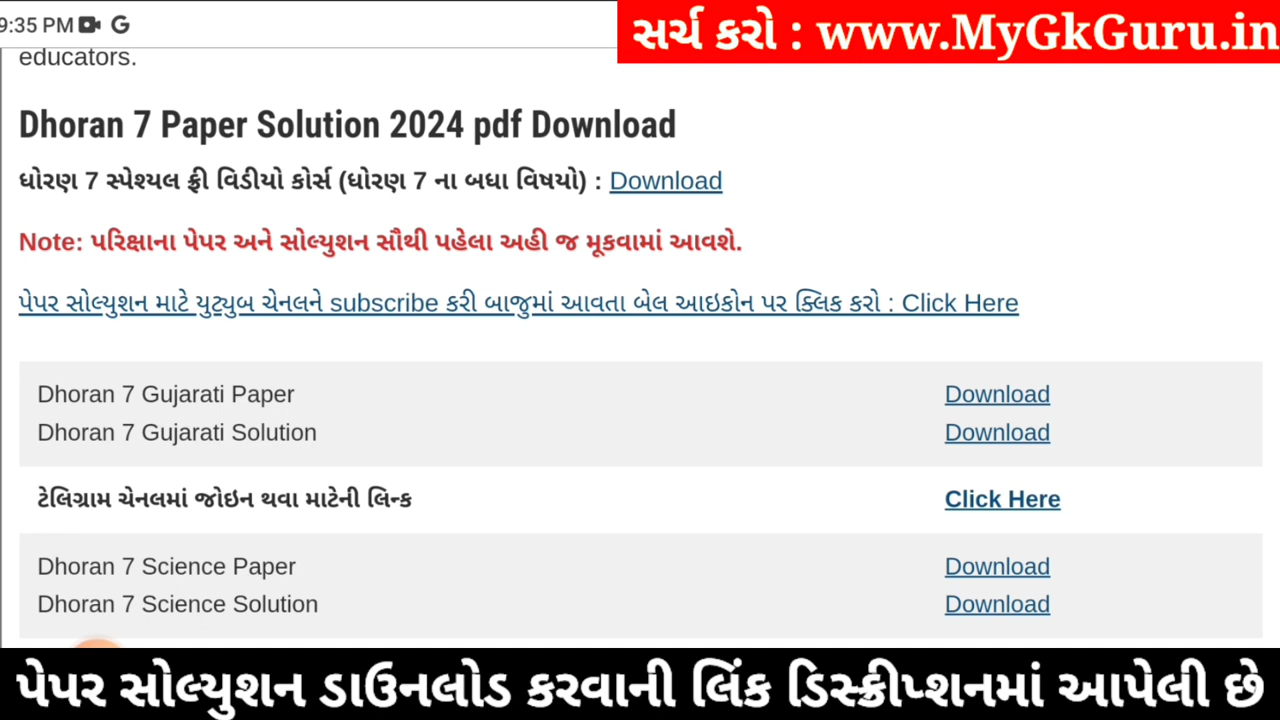 9:35 PM
સર્ચ કરો : www.MyGkGuru.in
educators.
Dhoran 7 Paper Solution 2024 pdf Download
ધોરણ 7 સ્પેશ્યલ ફ્રી વિડીયો કોર્સ (ધોરણ 7 ના બધા વિષયો) : Download
Note: પરિક્ષાના પેપર અને સોલ્યુશન સૌથી પહેલા અહી જ મૂકવામાં આવશે.
પેપર સોલ્યુશન માટે યુટ્યુબ ચેનલને subscribe કરી બાજુમાં આવતા બેલ આઇકોન પર ક્લિક કરો : Click Here
Dhoran 7 Gujarati Paper Download
Dhoran 7 Gujarati Solution Download
ટેલિગ્રામ ચેનલમાં જોઇન થવા માટેની લિન્ક Click Here
Dhoran 7 Science Paper Download
Dhoran 7 Science Solution Download
પેપર સોલ્યુશન ડાઉનલોડ કરવાની લિંક ડિસ્ક્રીપ્શનમાં આપેલી છે